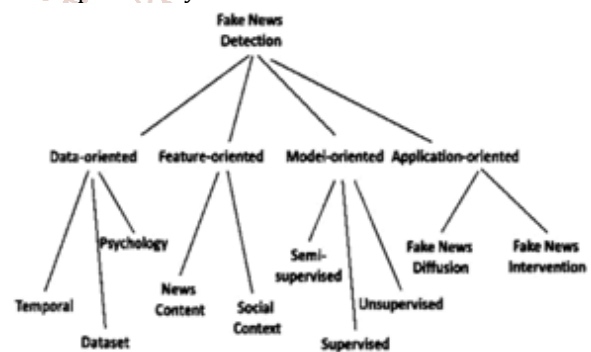 Fake News
Detection
Data-oriented Feature-oriented Model-oriented Application-oriented
Psychology
Temporal
Dataset
News
Content
Social
Context
Semi-
supervised
Supervised
Unsupervised
Fake News
Diffusion
Fake News
Intervention